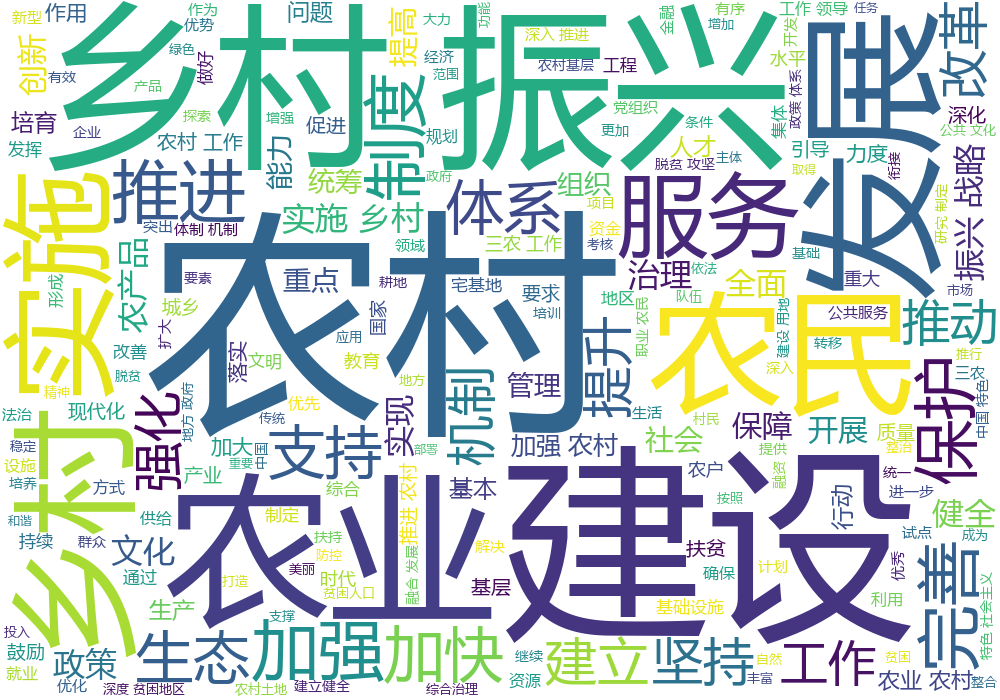 乡村 振兴
发展
改革
农村
农民
农业
建设
实施
乡村
推进
制度
体系
服务
完善
保护
推动
强化
支持
机制
提升
生态
加强
加快
建立
坚持
工作
作为
优势
作用
问题
新型
创新
绿色
有效
做好
提高
大力
经济
范围
功能
深入 推进
农村基层
工程
金融
有序
增加
工作 领导
任务
开发
水平
政策 体系
深化
公共 文化
培育
企业
产品
探索
增强
促进
规划
党组织
更加
条件
集体
引导
力度
发挥
农村 工作
能力
统筹
政府
组织
人才
脱贫 攻坚
主体
取得
衔接
研究 制定
振兴 战略
实施 乡村
项目
资金
三农 工作
考核
领域
突出
体制 机制
要素
农产品
重点
耕地
宅基地
要求
治理
地区
依法
队伍
全面
基础
重大
市场
形成
城乡
扩大
国家
应用
培训
职业 农民
建设 用地
公共服务
转移
改善
脱贫
落实
文明
教育
地方
管理
深入
推行
三农
中国 特色
精神
地方 政府
优先
传统
实现
生活
村民
法治
现代化
稳定
加大
重要
中国
部署
加强 农村
社会
保障
开展
质量
整治
设施
培养
方式
产业
综合
推进 农村
基本
农户
提供
融资
统一
进一步
行动
健全
和谐
持续
群众
供给
文化
制定
扶持
防控
解决
扶贫
按照
试点
成为
通过
美丽
时代
贫困人口
融合 发展
基层
确保
计划
优秀
打造
生产
支撑
基础设施
利用
特色 社会主义
投入
鼓励
就业
政策
继续
资源
自然
丰富
贫困
农业 农村
整合
优化
深度 贫困地区
农村土地
建立健全
综合治理